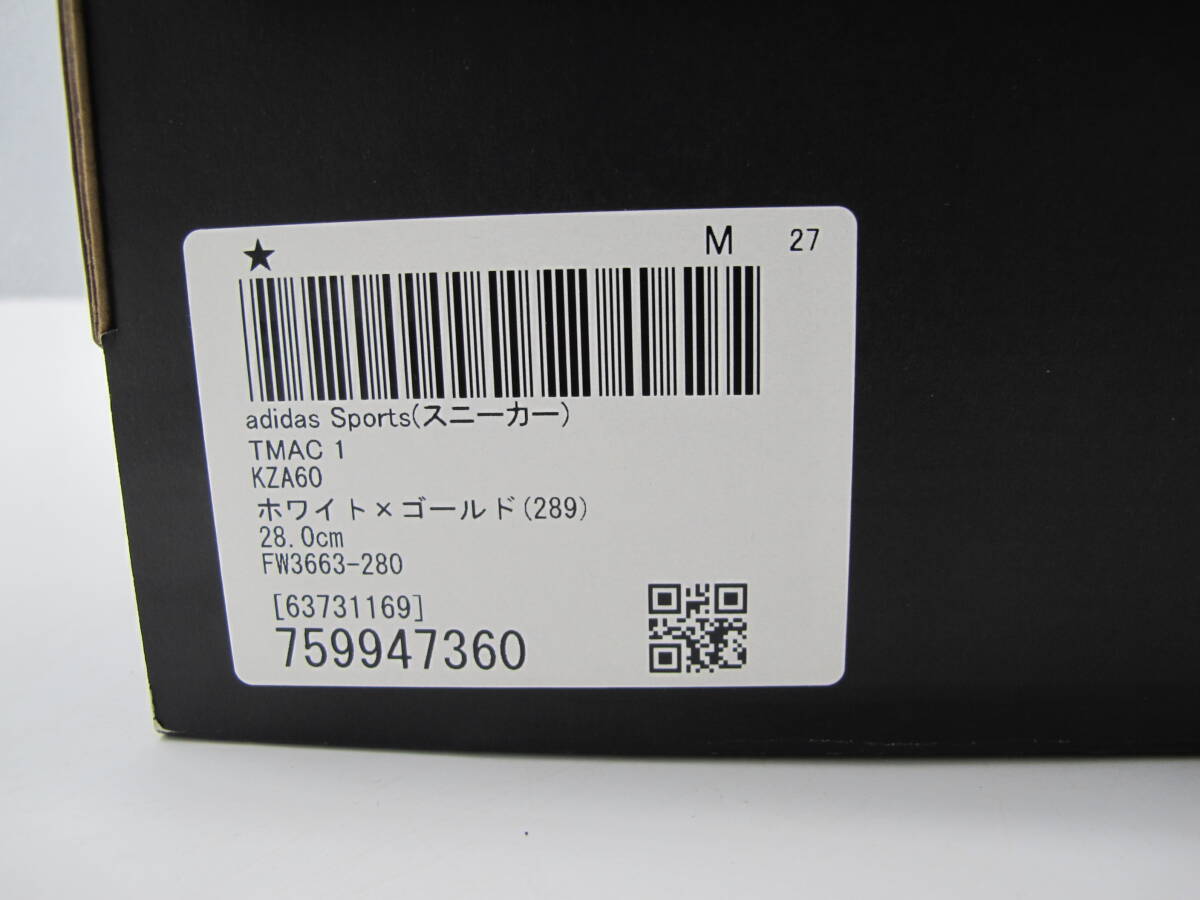 ★ M 27
adidas Sports(スニーカー)
TMAC 1
KZA60
ホワイト×ゴールド(289)
28.0cm
FW3663-280
[63731169]
759947360